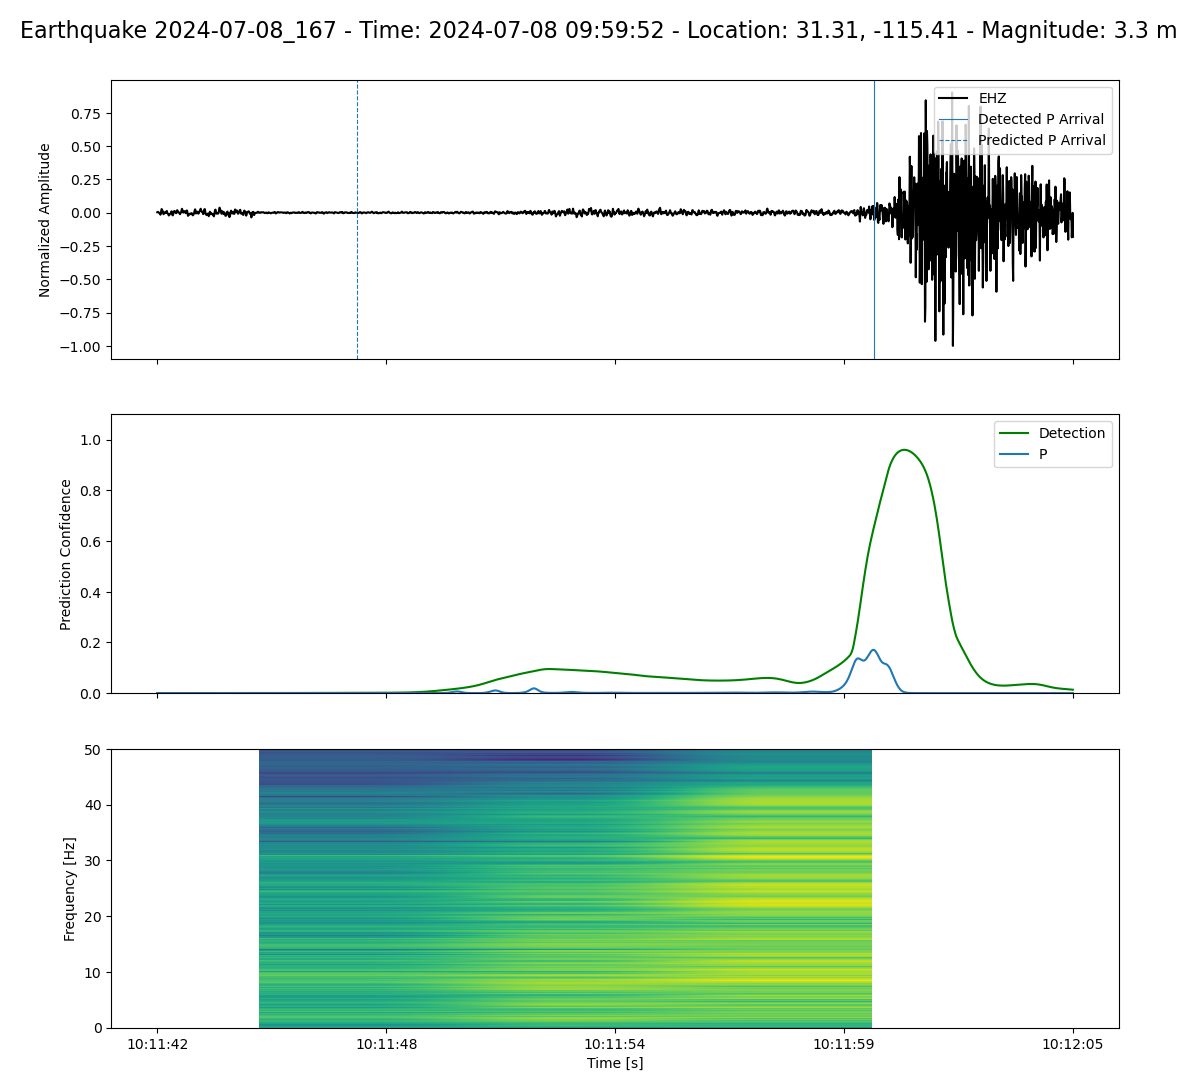 Earthquake 2024-07-08_167 - Time: 2024-07-08 09:59:52 - Location: 31.31, -115.41 - Magnitude: 3.3 m
EHZ
Detected P Arrival
Predicted P Arrival
0.75
0.50
0.25
0.00
−0.25
−0.50
−0.75
−1.00
Normalized Amplitude
Detection
P
1.0
0.8
0.6
0.4
0.2
0.0
Prediction Confidence
50
40
30
20
10
0
Frequency [Hz]
10:11:42 10:11:48 10:11:54 10:11:59 10:12:05
Time [s]